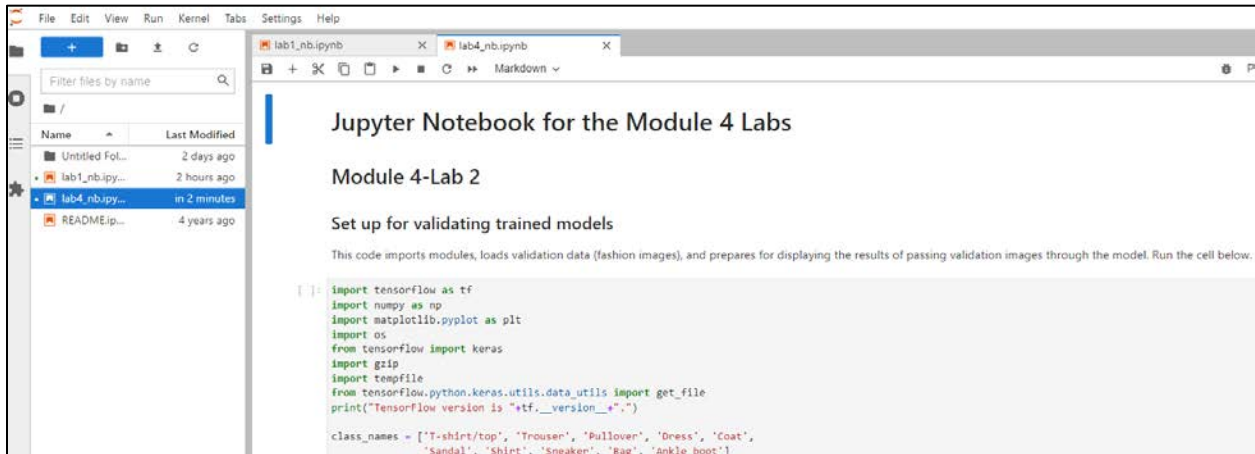 File Edit View Run Kernel Tabs Settings Help
lab1_nb.ipynb
lab4_nb.ipynb
Markdown
Filter files by name
/
Name Last Modified
Untitled Fol... 2 days ago
lab1_nb.ipy... 2 hours ago
lab4_nb.ipy... in 2 minutes
README.ip... 4 years ago
Jupyter Notebook for the Module 4 Labs
Module 4-Lab 2
Set up for validating trained models
This code imports modules, loads validation data (fashion images), and prepares for displaying the results of passing validation images through the model. Run the cell below.
[ ]: import tensorflow as tf
import numpy as np
import matplotlib.pyplot as plt
import os
from tensorflow import keras
import gzip
import tempfile
from tensorflow.python.keras.utils.data_utils import get_file
print("TensorFlow version is "+tf.__version__+".")
class_names = ['T-shirt/top', 'Trouser', 'Pullover', 'Dress', 'Coat',
'Sandal', 'Shirt', 'Sneaker', 'Bag', 'Ankle boot']